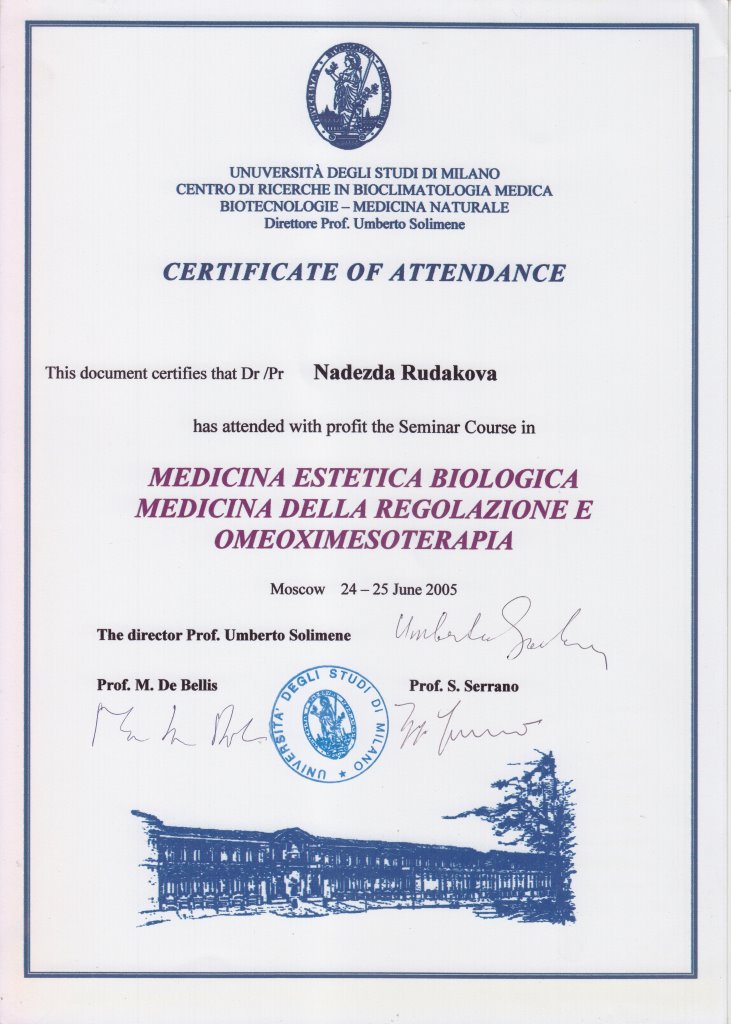 UNUVERSITÀ DEGLI STUDI DI MILANO
CENTRO DI RICERCHE IN BIOCLIMATOLOGIA MEDICA
BIOTECNOLOGIE – MEDICINA NATURALE
Direttore Prof. Umberto Solimene
CERTIFICATE OF ATTENDANCE
This document certifies that Dr /Pr Nadezda Rudakova
has attended with profit the Seminar Course in
MEDICINA ESTETICA BIOLOGICA
MEDICINA DELLA REGOLAZIONE E
OMEOXIMESOTERAPIA
Moscow 24 – 25 June 2005
The director Prof. Umberto Solimene
Prof. M. De Bellis
Prof. S. Serrano
UNIVERSITA' DEGLI STUDI DI MILANO